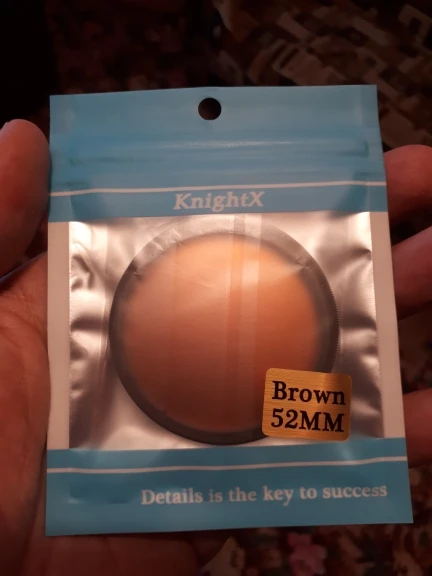 KnightX
Brown
52MM
Details is the key to success